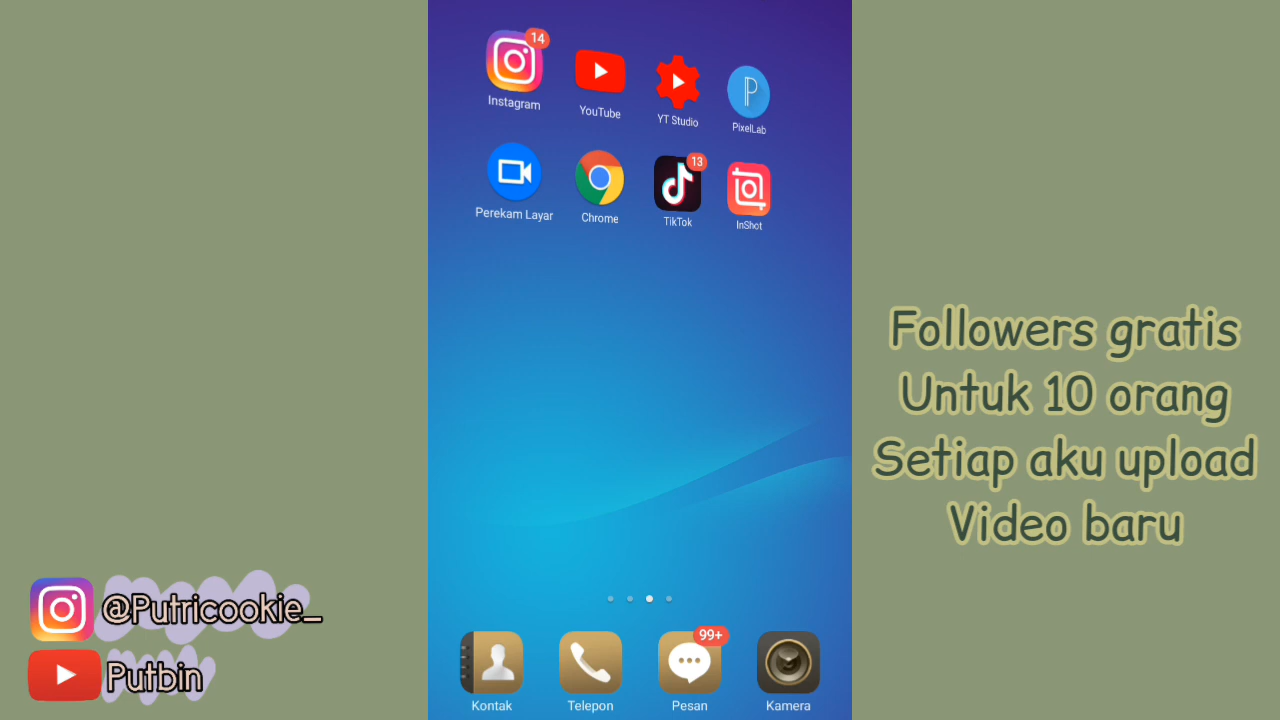 14
Instagram
YouTube
YT Studio
PixelLab
Perekam Layar
Chrome
13
TikTok
InShot
Followers gratis
Untuk 10 orang
Setiap aku upload
Video baru
@Putricookie_
Putbin
99+
Kontak
Telepon
Pesan
Kamera